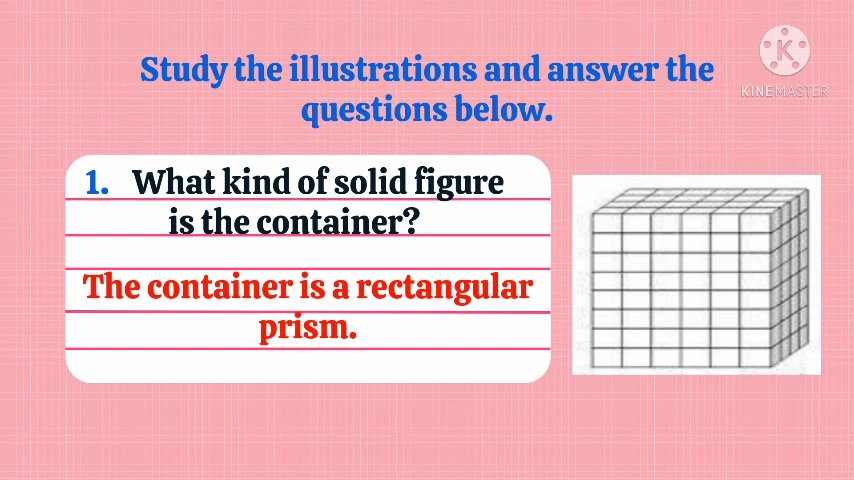 Study the illustrations and answer the
questions below.
K
KINEMASTER
1. What kind of solid figure
is the container?
The container is a rectangular
prism.